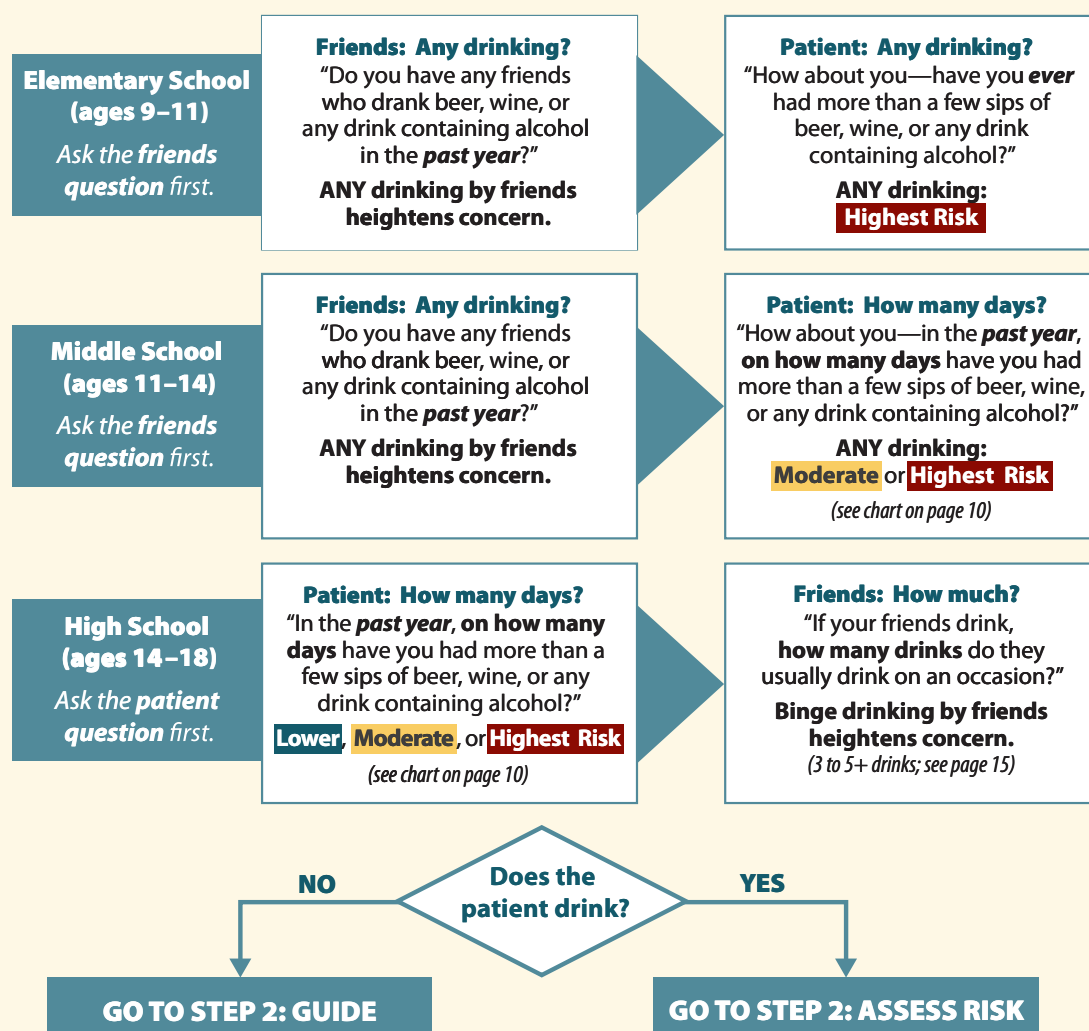 Elementary School
(ages 9–11)
Ask the friends
question first.
Friends: Any drinking?
“Do you have any friends
who drank beer, wine, or
any drink containing alcohol
in the past year?”
ANY drinking by friends
heightens concern.
Patient: Any drinking?
“How about you—have you ever
had more than a few sips of
beer, wine, or any drink
containing alcohol?”
ANY drinking:
Highest Risk
Middle School
(ages 11–14)
Ask the friends
question first.
Friends: Any drinking?
“Do you have any friends
who drank beer, wine, or
any drink containing alcohol
in the past year?”
ANY drinking by friends
heightens concern.
Patient: How many days?
“How about you—in the past year,
on how many days have you had
more than a few sips of beer, wine,
or any drink containing alcohol?”
ANY drinking:
Moderate or Highest Risk
(see chart on page 10)
High School
(ages 14–18)
Ask the patient
question first.
Patient: How many days?
“In the past year, on how many
days have you had more than a
few sips of beer, wine, or any
drink containing alcohol?”
Lower, Moderate, or Highest Risk
(see chart on page 10)
Friends: How much?
“If your friends drink,
how many drinks do they
usually drink on an occasion?”
Binge drinking by friends
heightens concern.
(3 to 5+ drinks; see page 15)
Does the
patient drink?
NO
YES
GO TO STEP 2: GUIDE
GO TO STEP 2: ASSESS RISK